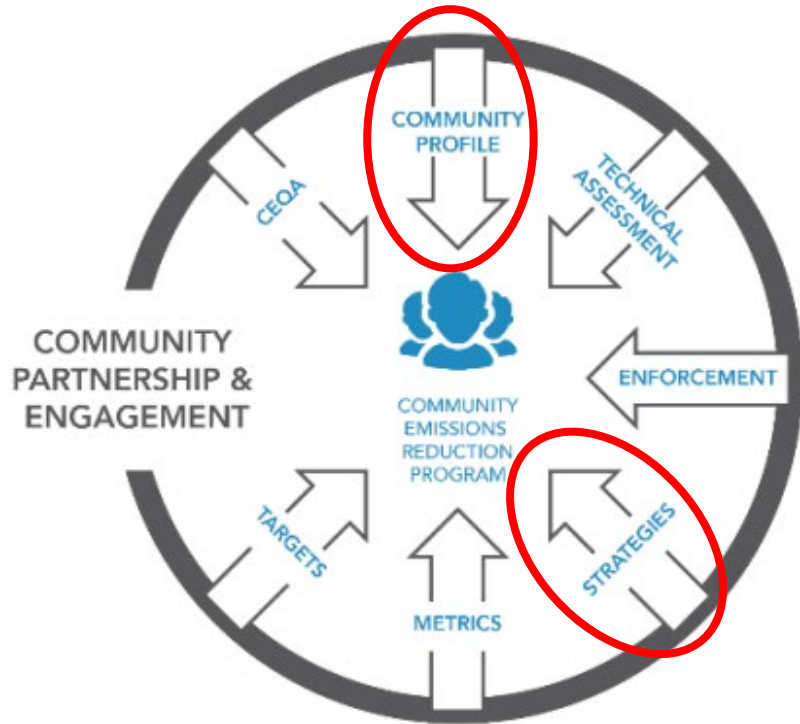 COMMUNITY
PROFILE
CEQA
TECHNICAL
ASSESSMENT
COMMUNITY
PARTNERSHIP &
ENGAGEMENT
ENFORCEMENT
COMMUNITY
EMISSIONS
REDUCTION
PROGRAM
TARGETS
METRICS
STRATEGIES